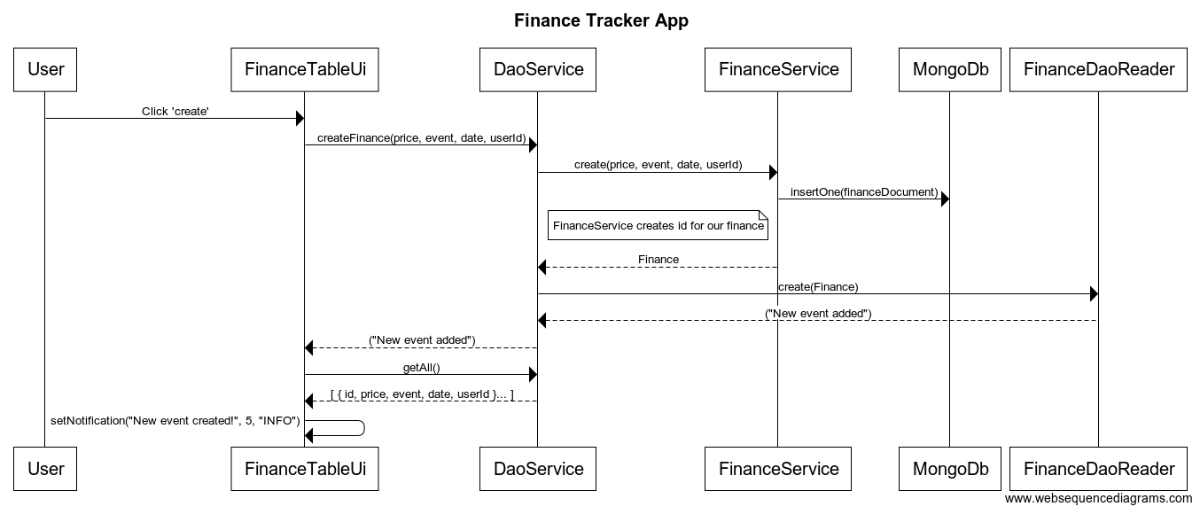 Finance Tracker App
User
FinanceTableUi
DaoService
FinanceService
MongoDb
FinanceDaoReader
Click 'create'
createFinance(price, event, date, userId)
create(price, event, date, userId)
insertOne(financeDocument)
FinanceService creates id for our finance
Finance
create(Finance)
("New event added")
("New event added")
getAll()
[ { id, price, event, date, userId }... ]
setNotification("New event created!", 5, "INFO")
User
FinanceTableUi
DaoService
FinanceService
MongoDb
FinanceDaoReader
www.websequencediagrams.com